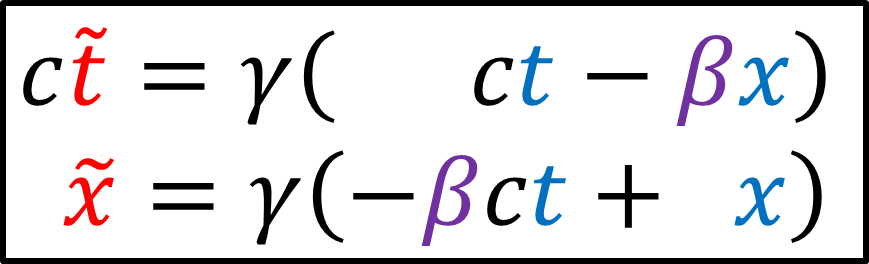 ct̃ = γ( ct − βx)
x̃ = γ(−βct + x)